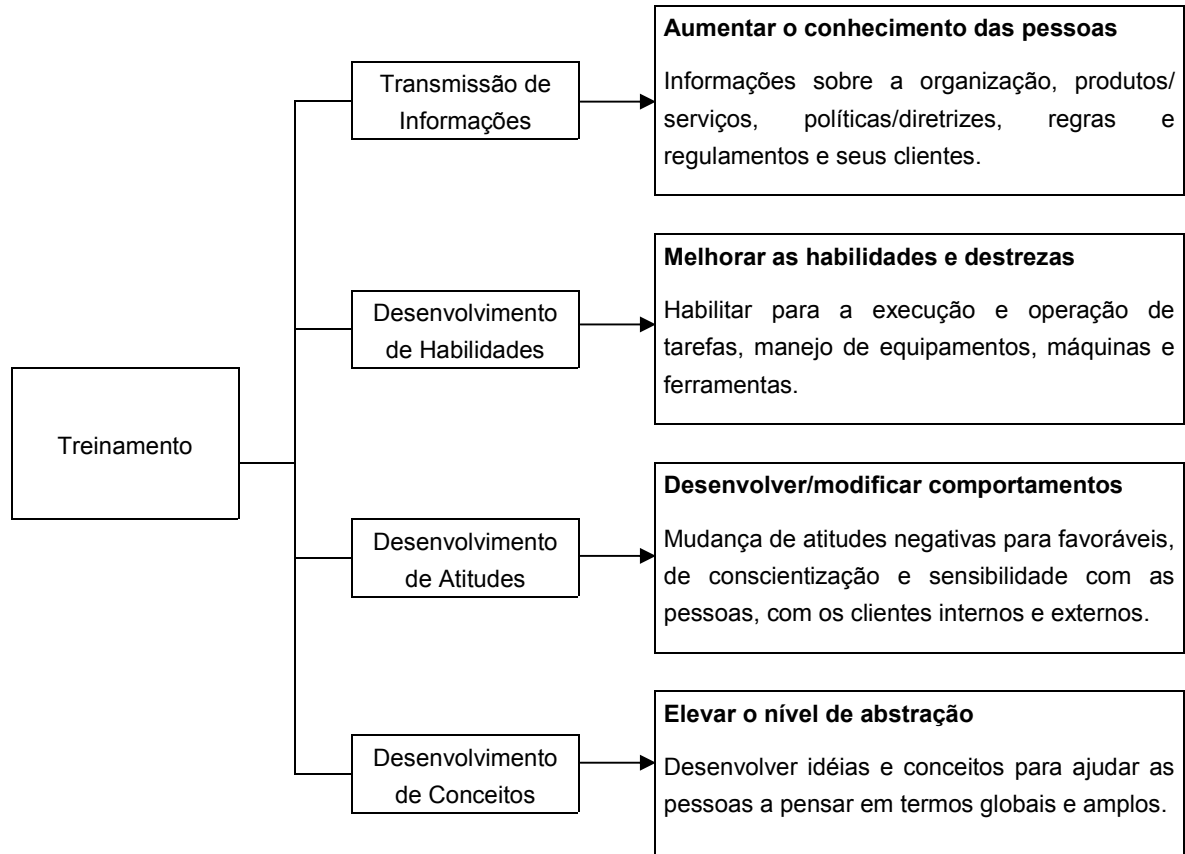 Treinamento
Transmissão de
Informações
Aumentar o conhecimento das pessoas
Informações sobre a organização, produtos/
serviços, políticas/diretrizes, regras e
regulamentos e seus clientes.
Desenvolvimento
de Habilidades
Melhorar as habilidades e destrezas
Habilitar para a execução e operação de
tarefas, manejo de equipamentos, máquinas e
ferramentas.
Desenvolvimento
de Atitudes
Desenvolver/modificar comportamentos
Mudança de atitudes negativas para favoráveis,
de conscientização e sensibilidade com as
pessoas, com os clientes internos e externos.
Desenvolvimento
de Conceitos
Elevar o nível de abstração
Desenvolver idéias e conceitos para ajudar as
pessoas a pensar em termos globais e amplos.